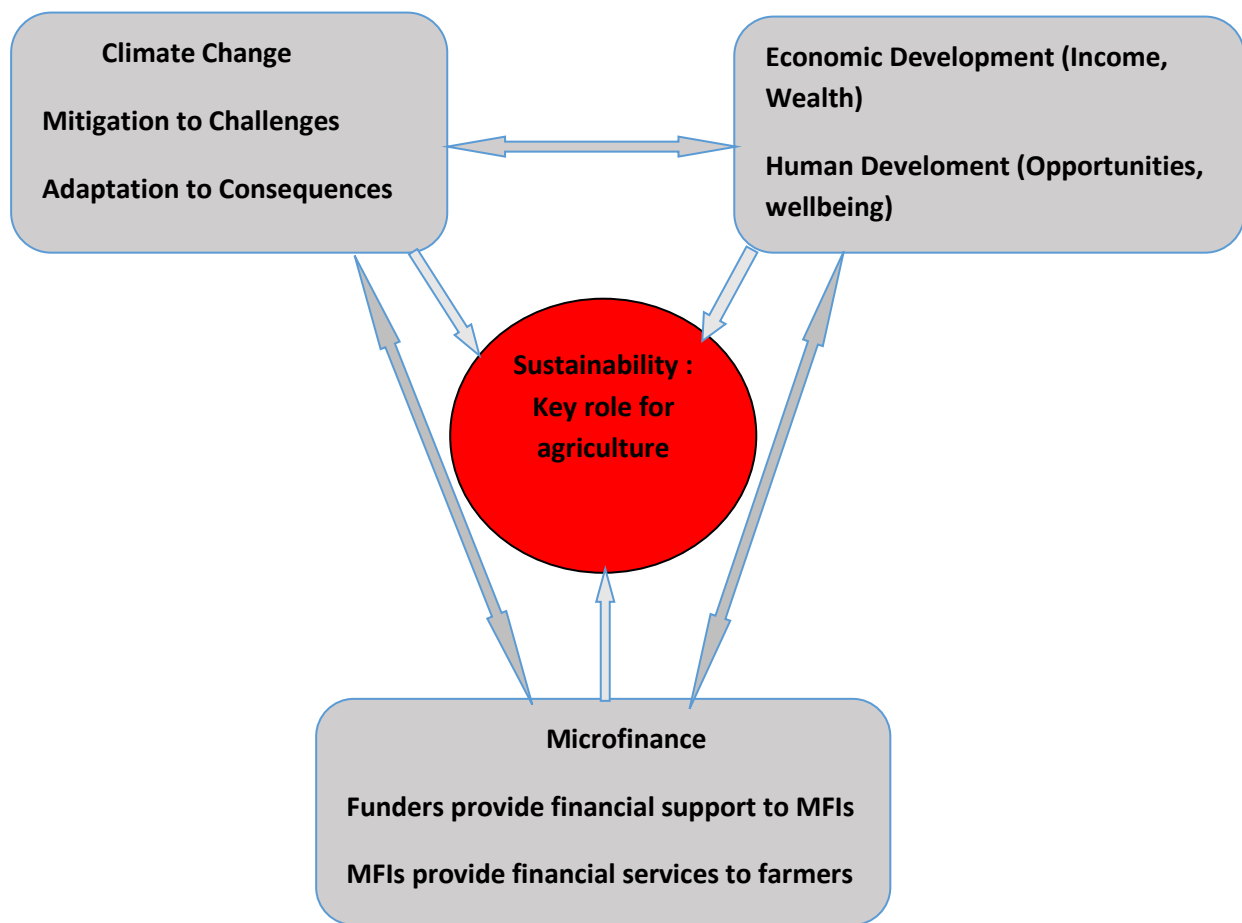 Climate Change
Mitigation to Challenges
Adaptation to Consequences
Economic Development (Income,
Wealth)
Human Develoment (Opportunities,
wellbeing)
Sustainability :
Key role for
agriculture
Microfinance
Funders provide financial support to MFIs
MFIs provide financial services to farmers